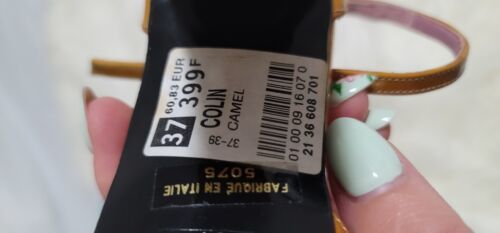 60,83 EUR
37 399F
COLIN
CAMEL
37-39
01 00 09 16 07 0
21 36 608 701
FABRIQUÉ EN ITALIE
5075